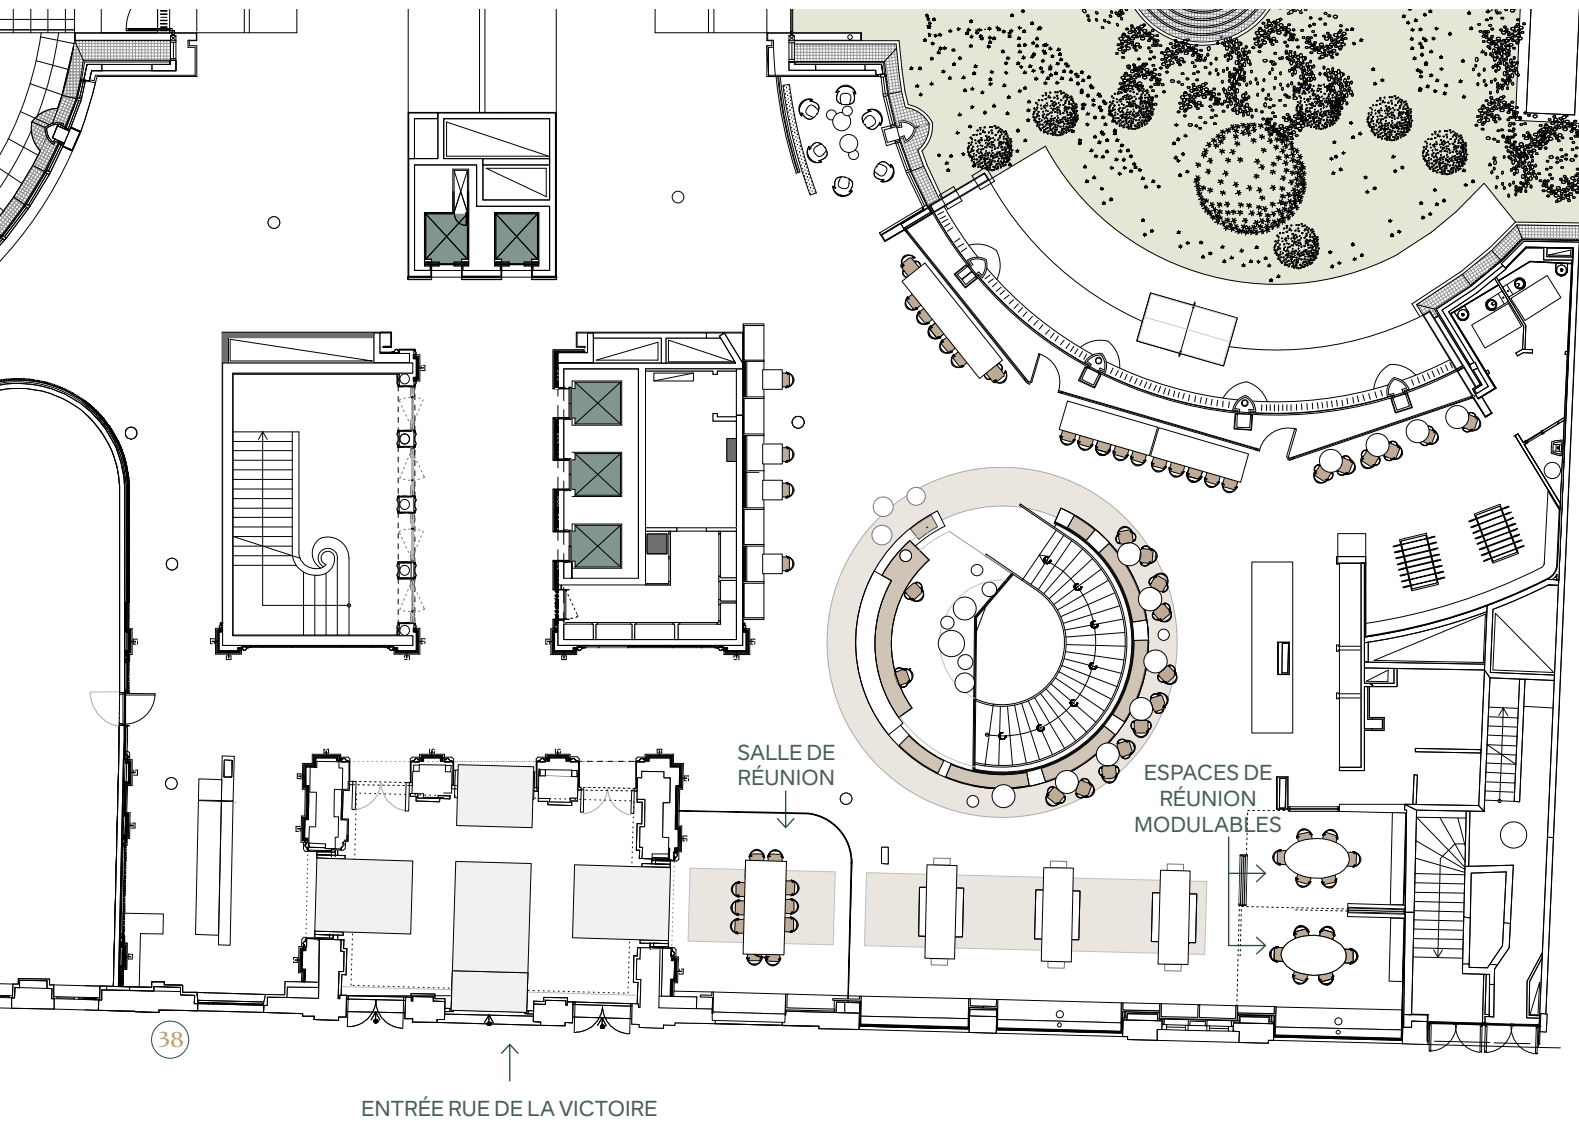 SALLE DE
RÉUNION
ESPACES DE
RÉUNION
MODULABLES
38
ENTRÉE RUE DE LA VICTOIRE